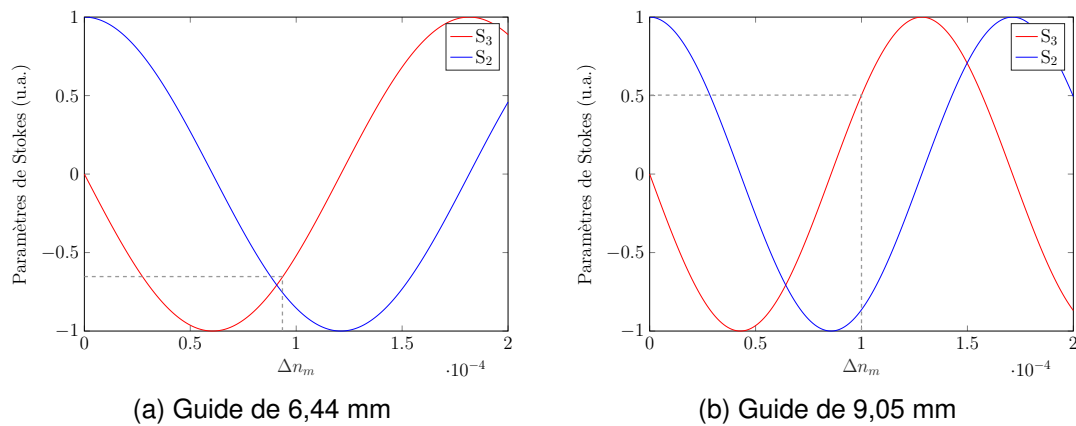 Paramètres de Stokes (u.a.)
1
0.5
0
−0.5
−1
0
0.5
1
1.5
2
Δn_m
·10⁻⁴
S₃
S₂
(a) Guide de 6,44 mm
Paramètres de Stokes (u.a.)
1
0.5
0
−0.5
−1
0
0.5
1
1.5
2
Δn_m
·10⁻⁴
S₃
S₂
(b) Guide de 9,05 mm